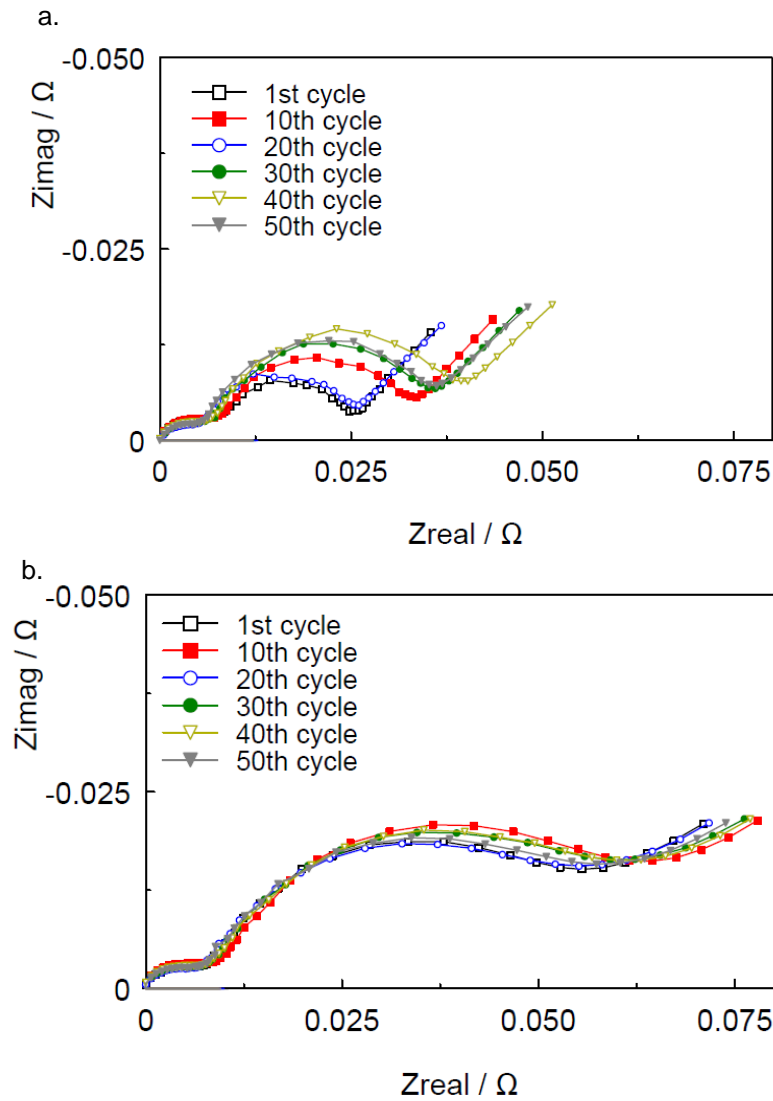 a.
-0.050
1st cycle
10th cycle
20th cycle
30th cycle
40th cycle
50th cycle
Zimag / Ω
-0.025
0
0
0.025
0.050
0.075
Zreal / Ω
b.
-0.050
1st cycle
10th cycle
20th cycle
30th cycle
40th cycle
50th cycle
Zimag / Ω
-0.025
0
0
0.025
0.050
0.075
Zreal / Ω